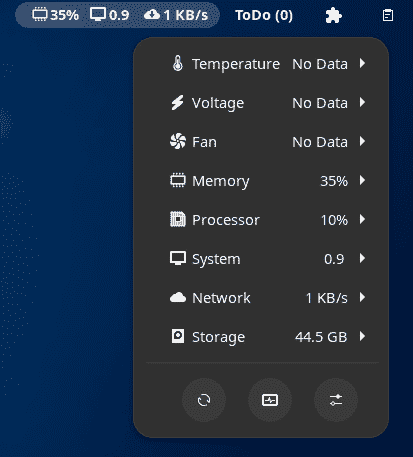 35% 0.9 1 KB/s ToDo (0)
Temperature No Data
Voltage No Data
Fan No Data
Memory 35%
Processor 10%
System 0.9
Network 1 KB/s
Storage 44.5 GB